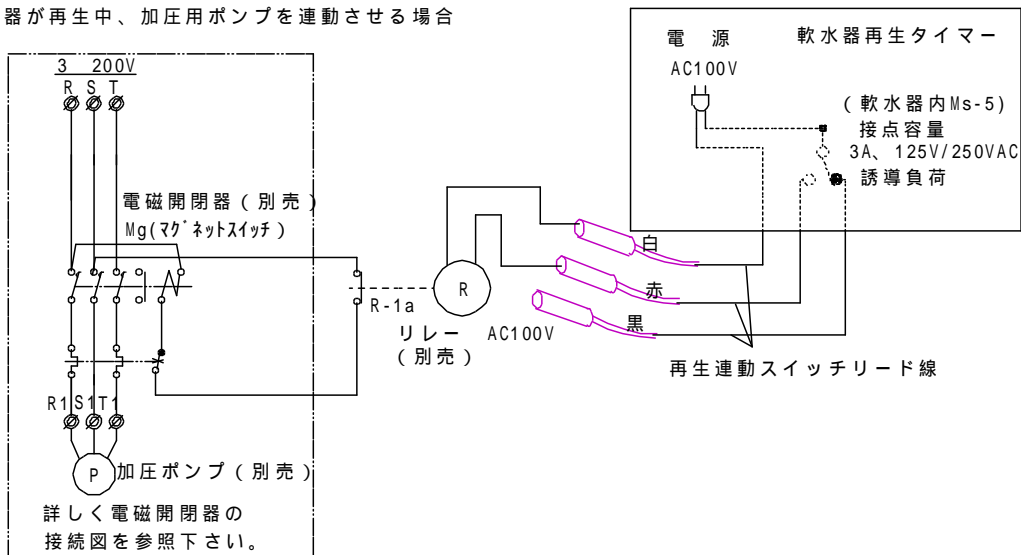 器が再生中、加圧用ポンプを連動させる場合
3 200V
R S T
電磁開閉器（別売）
Mg(マグネットスイッチ)
R-1a
R
リレー
（別売）
AC100V
R1 S1 T1
P
加圧ポンプ（別売）
詳しく電磁開閉器の
接続図を参照下さい。
電 源
AC100V
軟水器再生タイマー
(軟水器内Ms-5)
接点容量
3A、125V/250VAC
誘導負荷
白
赤
黒
再生連動スイッチリード線